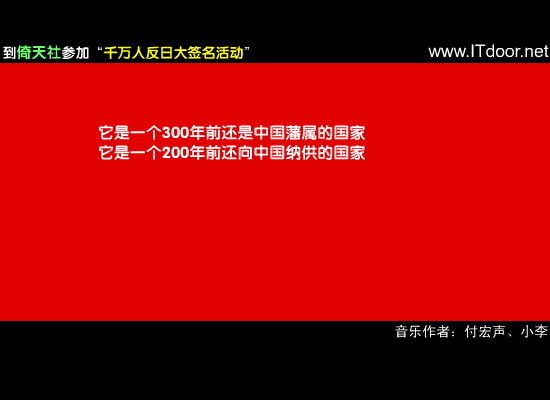 到倚天社参加“千万人反日大签名活动”
www.ITdoor.net
它是一个300年前还是中国藩属的国家
它是一个200年前还向中国纳供的国家
音乐作者：付宏声、小李